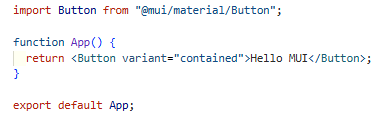 import Button from "@mui/material/Button";
function App() {
  return <Button variant="contained">Hello MUI</Button>;
}
export default App;